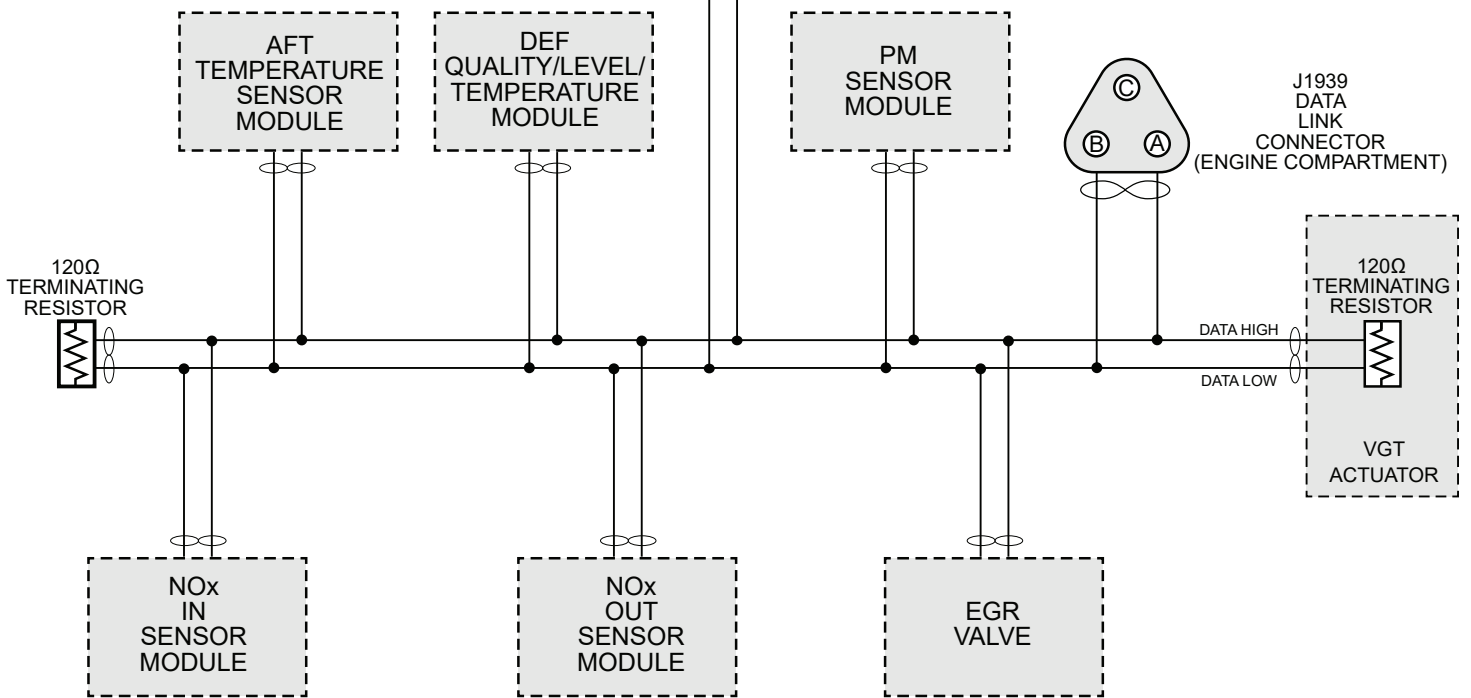 AFT
TEMPERATURE
SENSOR
MODULE
DEF
QUALITY/LEVEL/
TEMPERATURE
MODULE
PM
SENSOR
MODULE
C
B
A
J1939
DATA
LINK
CONNECTOR
(ENGINE COMPARTMENT)
120Ω
TERMINATING
RESISTOR
DATA HIGH
DATA LOW
120Ω
TERMINATING
RESISTOR
VGT
ACTUATOR
NOx
IN
SENSOR
MODULE
NOx
OUT
SENSOR
MODULE
EGR
VALVE